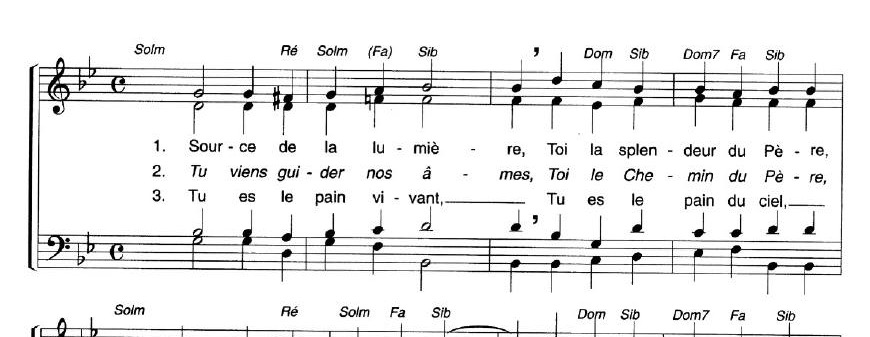 Solm Ré Solm (Fa) Sib Dom Sib Dom7 Fa Sib
1. Sour - ce de la lu - miè - re, Toi la splen - deur du Pè - re,
2. Tu viens gui - der nos â - mes, Toi le Che - min du Pè - re,
3. Tu es le pain vi - vant, Tu es le pain du ciel,
Solm Ré Solm Fa Sib Dom Sib Dom7 Fa Sib